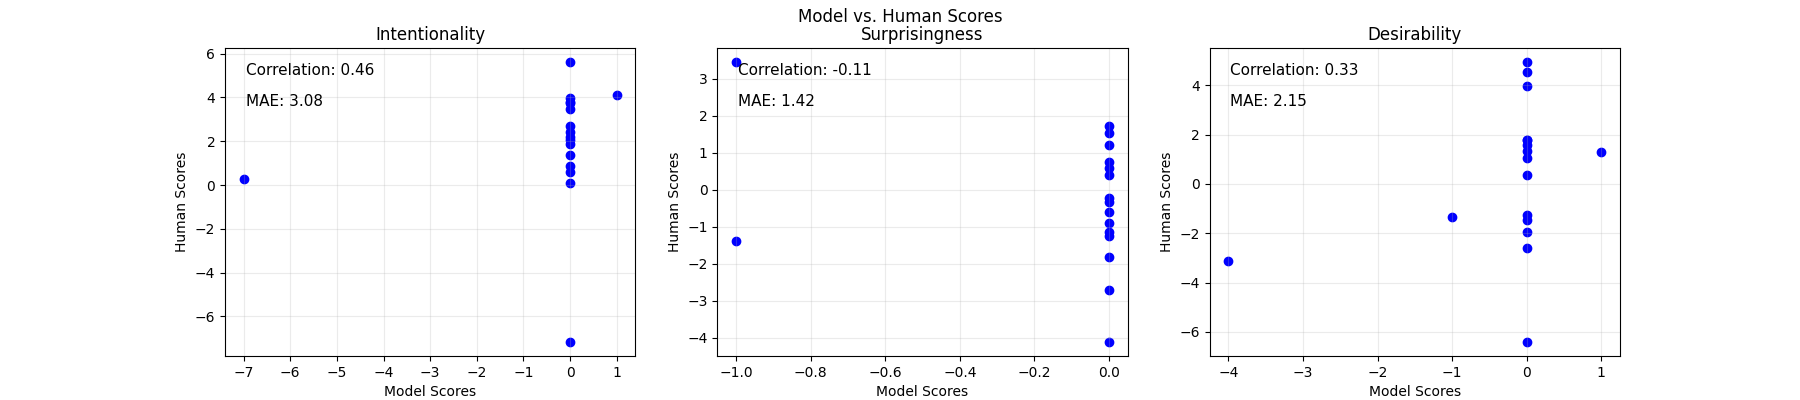 Model vs. Human Scores
Intentionality
Correlation: 0.46
MAE: 3.08
Human Scores
6
4
2
0
−2
−4
−6
−7 −6 −5 −4 −3 −2 −1 0 1
Model Scores
Surprisingness
Correlation: -0.11
MAE: 1.42
Human Scores
3
2
1
0
−1
−2
−3
−4
−1.0 −0.8 −0.6 −0.4 −0.2 0.0
Model Scores
Desirability
Correlation: 0.33
MAE: 2.15
Human Scores
4
2
0
−2
−4
−6
−4 −3 −2 −1 0 1
Model Scores